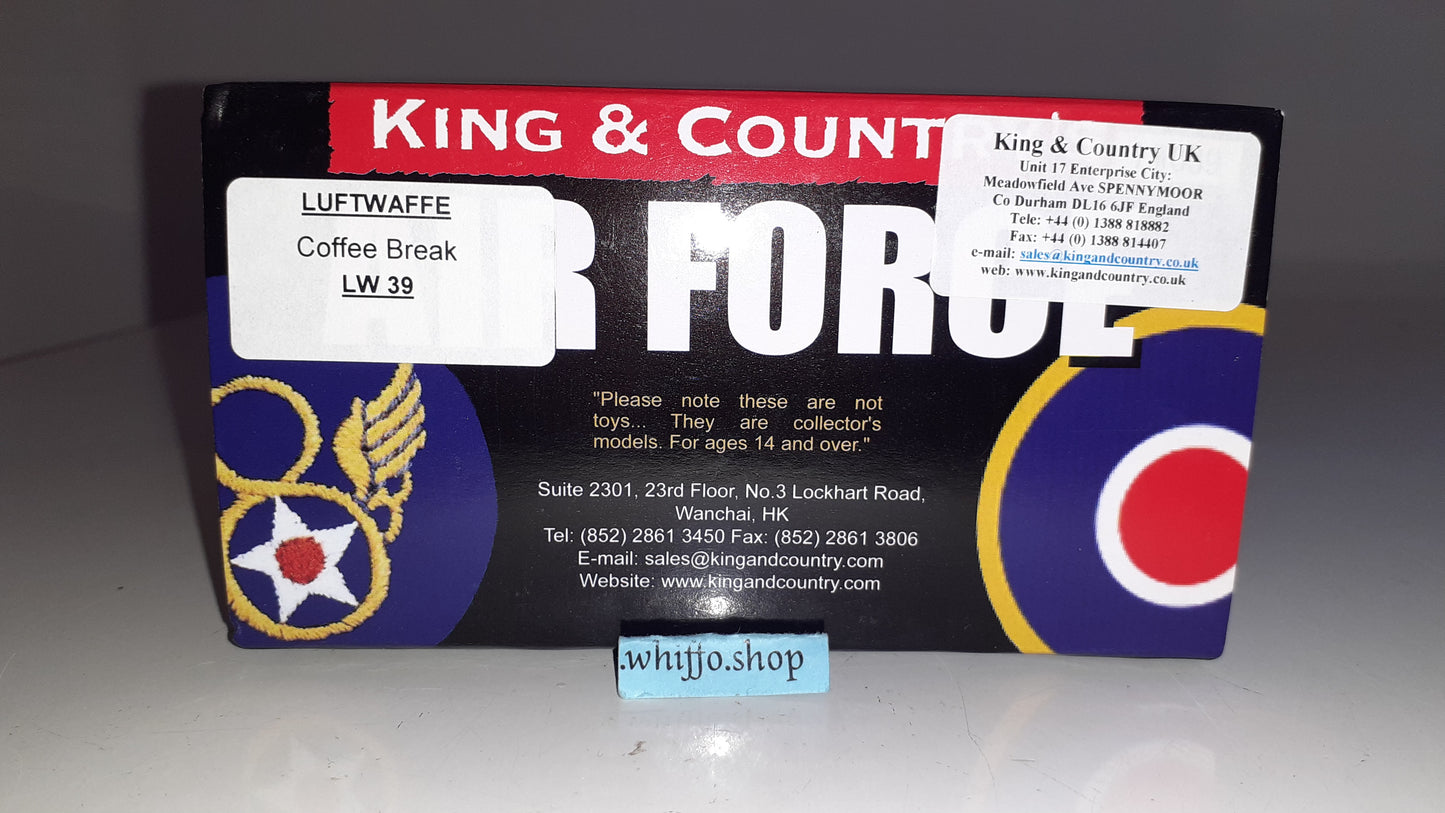 KING & COUNTR
King & Country UK
Unit 17 Enterprise City:
Meadowfield Ave SPENNYMOOR
Co Durham DL16 6JF England
Tele: +44 (0) 1388 818882
Fax: +44 (0) 1388 814407
e-mail: sales@kingandcountry.co.uk
web: www.kingandcountry.co.uk
LUFTWAFFE
Coffee Break
LW 39
AIR FORCE
"Please note these are not
toys... They are collector's
models. For ages 14 and over."
Suite 2301, 23rd Floor, No.3 Lockhart Road,
Wanchai, HK
Tel: (852) 2861 3450 Fax: (852) 2861 3806
E-mail: sales@kingandcountry.com
Website: www.kingandcountry.com
.whiffo.shop